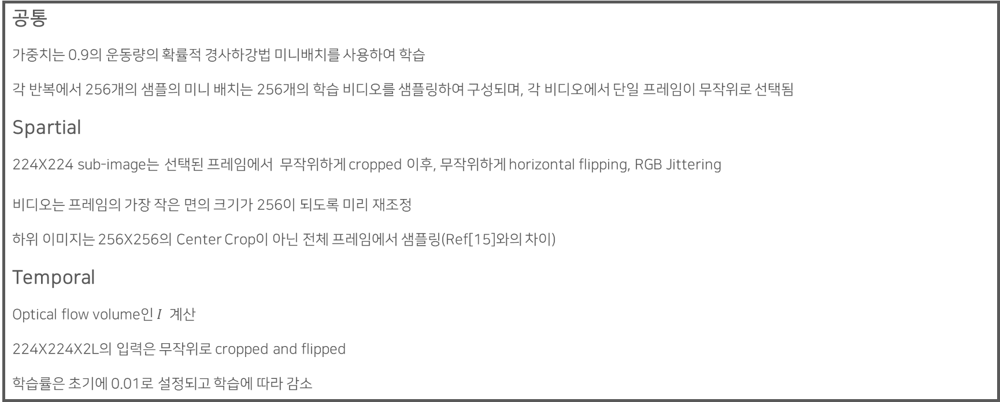 공통
가중치는 0.9의 운동량의 확률적 경사하강법 미니배치를 사용하여 학습
각 반복에서 256개의 샘플의 미니 배치는 256개의 학습 비디오를 샘플링하여 구성되며, 각 비디오에서 단일 프레임이 무작위로 선택됨
Spartial
224X224 sub-image는 선택된 프레임에서 무작위하게 cropped 이후, 무작위하게 horizontal flipping, RGB Jittering
비디오는 프레임의 가장 작은 면의 크기가 256이 되도록 미리 재조정
하위 이미지는 256X256의 Center Crop이 아닌 전체 프레임에서 샘플링(Ref[15]와의 차이)
Temporal
Optical flow volume인 I 계산
224X224X2L의 입력은 무작위로 cropped and flipped
학습률은 초기에 0.01로 설정되고 학습에 따라 감소